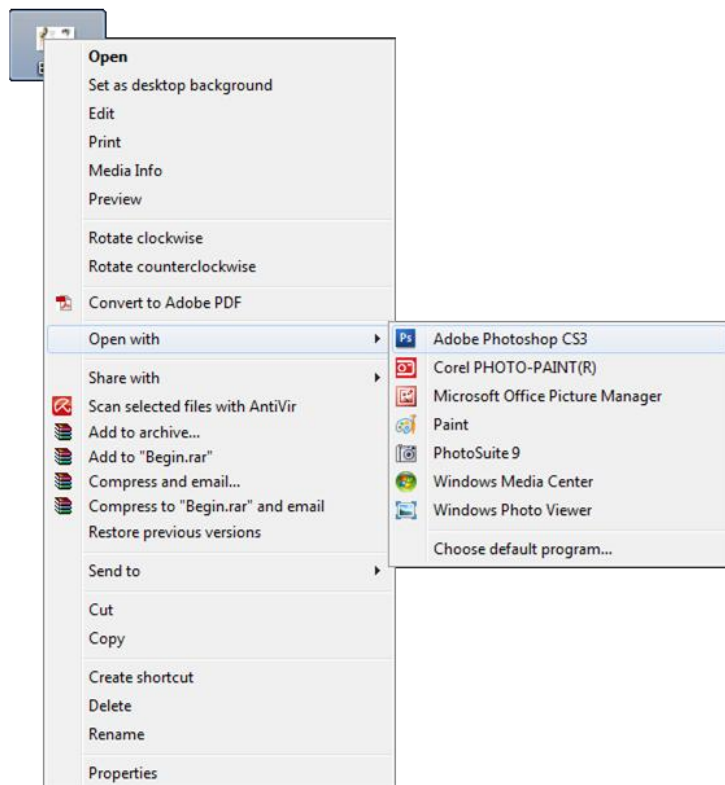 Open
Set as desktop background
Edit
Print
Media Info
Preview
Rotate clockwise
Rotate counterclockwise
Convert to Adobe PDF
Open with
Share with
Scan selected files with AntiVir
Add to archive...
Add to "Begin.rar"
Compress and email...
Compress to "Begin.rar" and email
Restore previous versions
Send to
Cut
Copy
Create shortcut
Delete
Rename
Properties
Ps Adobe Photoshop CS3
Corel PHOTO-PAINT(R)
Microsoft Office Picture Manager
Paint
PhotoSuite 9
Windows Media Center
Windows Photo Viewer
Choose default program...